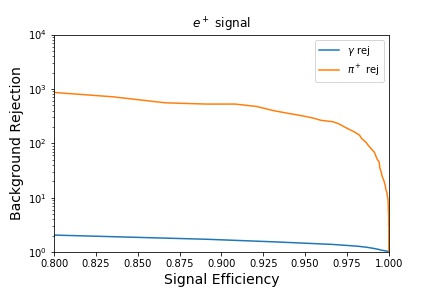 e⁺ signal
γ rej
π⁺ rej
Background Rejection
10⁴
10³
10²
10¹
10⁰
0.800 0.825 0.850 0.875 0.900 0.925 0.950 0.975 1.000
Signal Efficiency